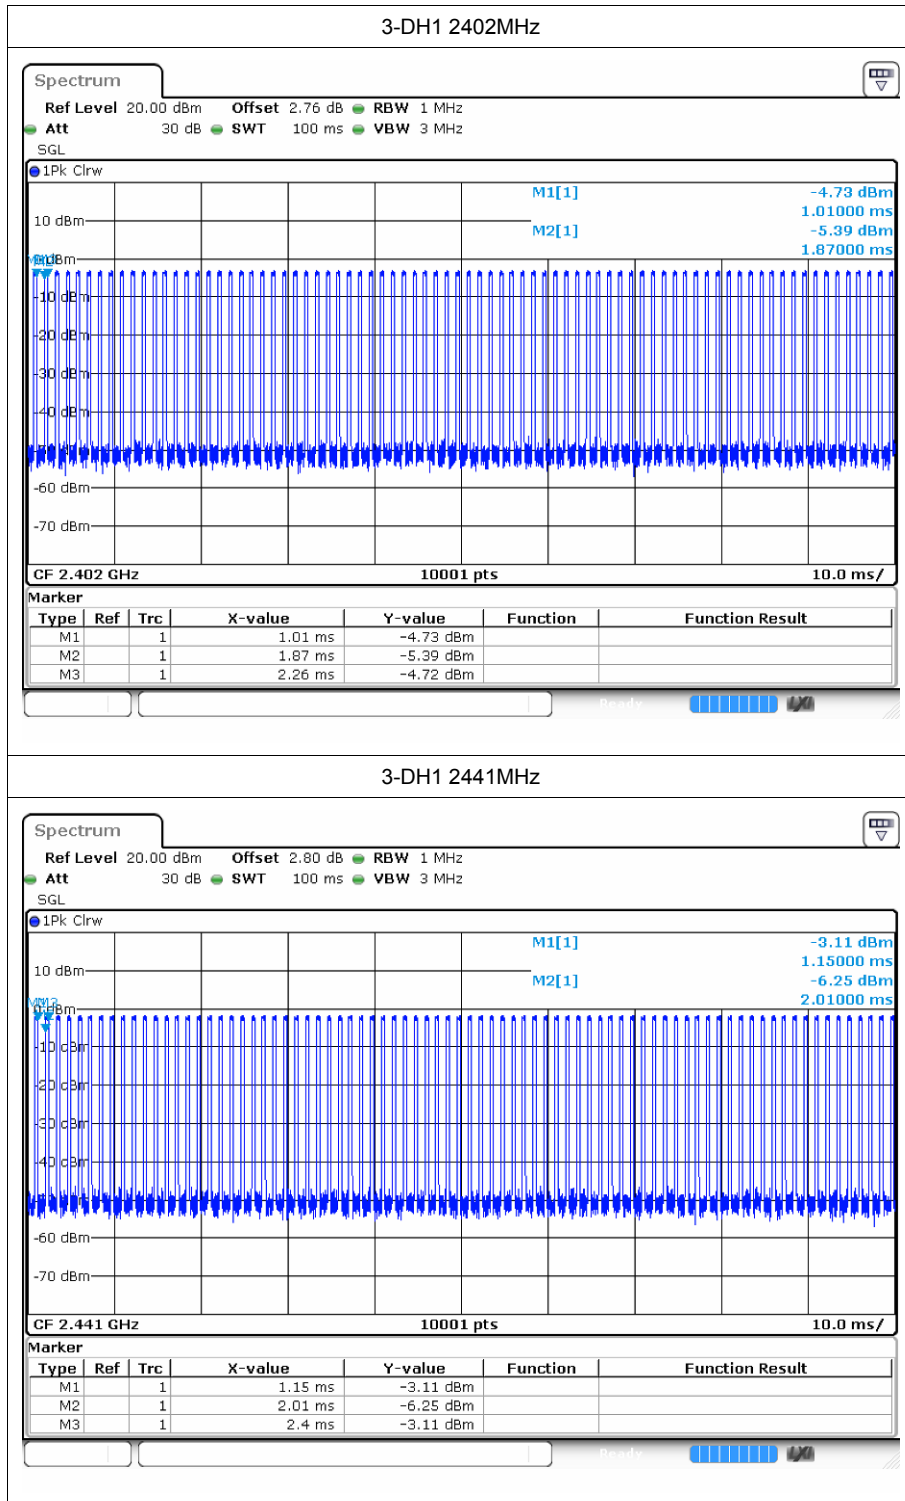 3-DH1 2402MHz
Spectrum
Ref Level 20.00 dBm Offset 2.76 dB RBW 1 MHz
Att 30 dB SWT 100 ms VBW 3 MHz
SGL
1Pk Clrw
M1[1] -4.73 dBm
1.01000 ms
10 dBm
M2[1] -5.39 dBm
1.87000 ms
-10 dBm
-20 dBm
-30 dBm
-40 dBm
-60 dBm
-70 dBm
CF 2.402 GHz 10001 pts 10.0 ms/
Marker
Type Ref Trc X-value Y-value Function Function Result
M1 1 1.01 ms -4.73 dBm
M2 1 1.87 ms -5.39 dBm
M3 1 2.26 ms -4.72 dBm
Ready
3-DH1 2441MHz
Spectrum
Ref Level 20.00 dBm Offset 2.80 dB RBW 1 MHz
Att 30 dB SWT 100 ms VBW 3 MHz
SGL
1Pk Clrw
M1[1] -3.11 dBm
1.15000 ms
10 dBm
M2[1] -6.25 dBm
2.01000 ms
-10 dBm
-20 dBm
-30 dBm
-40 dBm
-60 dBm
-70 dBm
CF 2.441 GHz 10001 pts 10.0 ms/
Marker
Type Ref Trc X-value Y-value Function Function Result
M1 1 1.15 ms -3.11 dBm
M2 1 2.01 ms -6.25 dBm
M3 1 2.4 ms -3.11 dBm
Ready